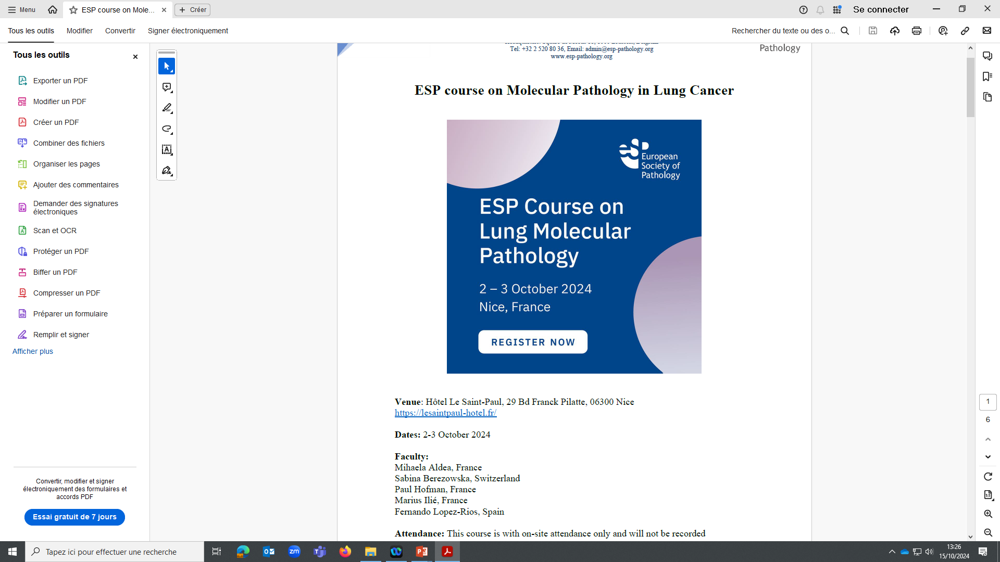 Menu
ESP course on Mole...
Créer
Se connecter
Tous les outils
Modifier
Convertir
Signer électroniquement
Rechercher du texte ou des o...
Tous les outils
Exporter un PDF
Modifier un PDF
Créer un PDF
Combiner des fichiers
Organiser les pages
Ajouter des commentaires
Demander des signatures
électroniques
Scan et OCR
Protéger un PDF
Biffer un PDF
Compresser un PDF
Préparer un formulaire
Remplir et signer
Afficher plus
Convertir, modifier et signer
électroniquement des formulaires et
accords PDF
Essai gratuit de 7 jours
Tel: +32 2 520 80 36, Email: admin@esp-pathology.org
www.esp-pathology.org
Pathology
ESP course on Molecular Pathology in Lung Cancer
esp
European
Society of
Pathology
ESP Course on
Lung Molecular
Pathology
2 – 3 October 2024
Nice, France
REGISTER NOW
Venue: Hôtel Le Saint-Paul, 29 Bd Franck Pilatte, 06300 Nice
https://lesaintpaul-hotel.fr/
Dates: 2-3 October 2024
Faculty:
Mihaela Aldea, France
Sabina Berezowska, Switzerland
Paul Hofman, France
Marius Ilié, France
Fernando Lopez-Rios, Spain
Attendance: This course is with on-site attendance only and will not be recorded
1
6
Tapez ici pour effectuer une recherche
13:26
15/10/2024